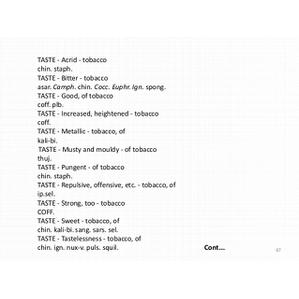 TASTE - Acrid - tobacco
chin. staph.
TASTE - Bitter - tobacco
asar. Camph. chin. Cocc. Euphr. Ign. spong.
TASTE - Good, of tobacco
coff. plb.
TASTE - Increased, heightened - tobacco
coff.
TASTE - Metallic - tobacco, of
kali-bi.
TASTE - Musty and mouldy - of tobacco
thuj.
TASTE - Pungent - of tobacco
chin. staph.
TASTE - Repulsive, offensive, etc. - tobacco, of
ip.sel.
TASTE - Strong, too - tobacco
COFF.
TASTE - Sweet - tobacco, of
chin. kali-bi. sang. sars. sel.
TASTE - Tastelessness - tobacco, of
chin. ign. nux-v. puls. squil.
Cont...
67